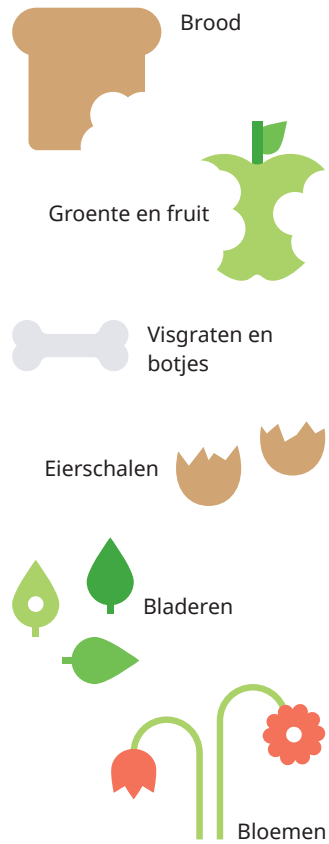 Brood
Groente en fruit
Visgraten en
botjes
Eierschalen
Bladeren
Bloemen